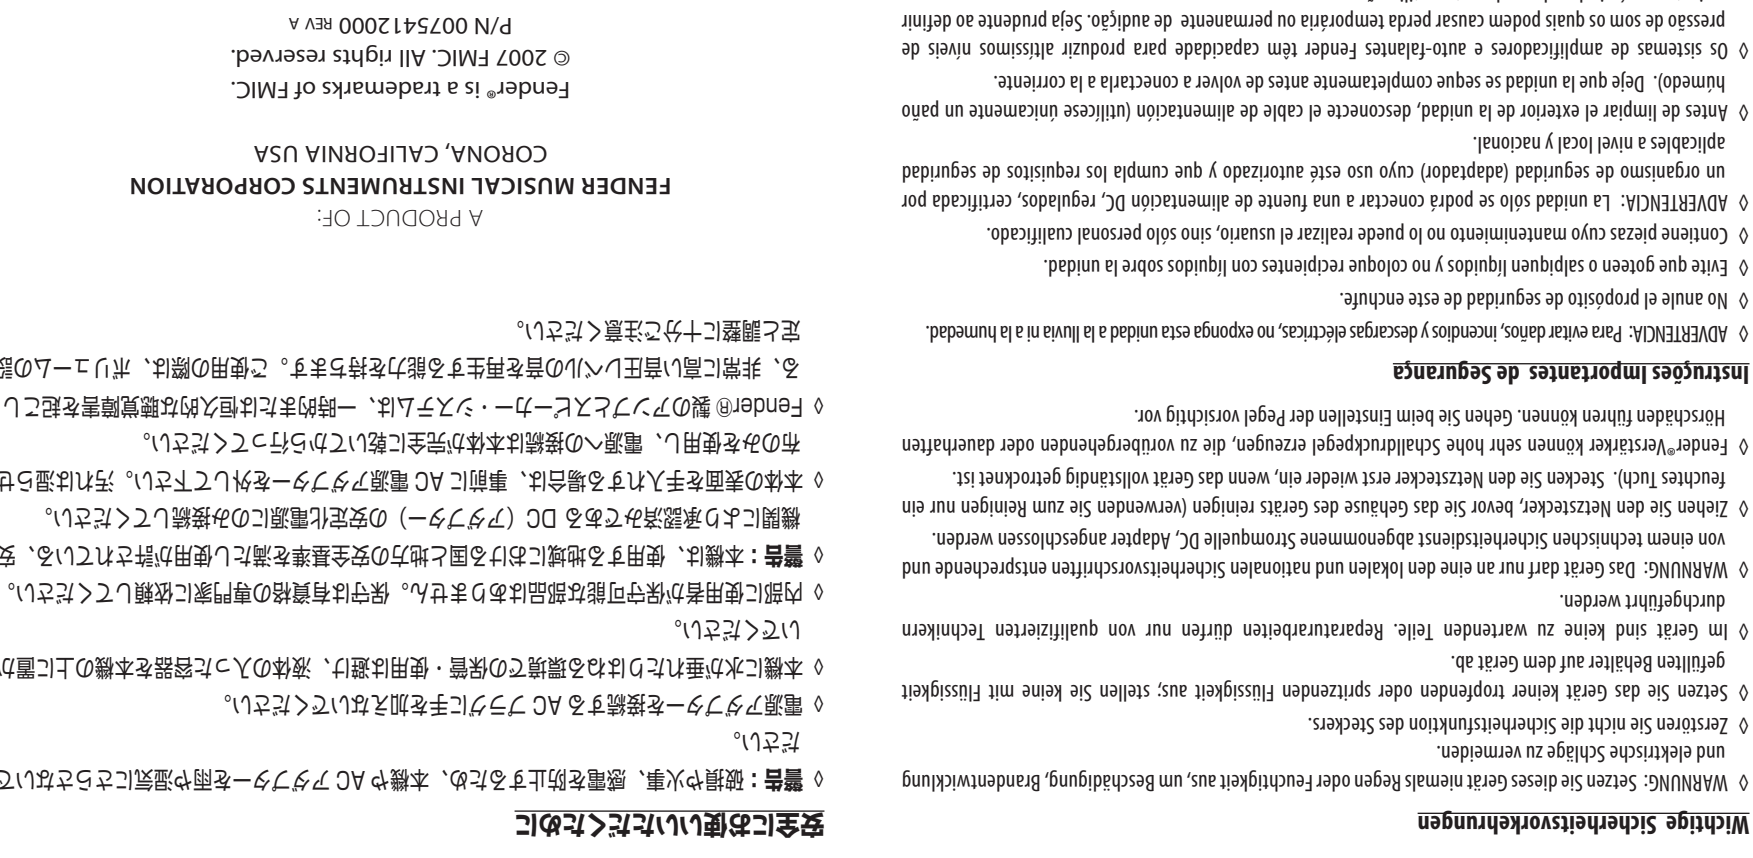 Wichtige Sicherheitsvorkehrungen
◊ WARNUNG: Setzen Sie dieses Gerät niemals Regen oder Feuchtigkeit aus, um Beschädigung, Brandentwicklung
und elektrische Schläge zu vermeiden.
◊ Zerstören Sie nicht die Sicherheitsfunktion des Steckers.
◊ Setzen Sie das Gerät keiner tropfenden oder spritzenden Flüssigkeit aus; stellen Sie keine mit Flüssigkeit
gefüllten Behälter auf dem Gerät ab.
◊ Im Gerät sind keine zu wartenden Teile. Reparaturarbeiten dürfen nur von qualifizierten Technikern
durchgeführt werden.
◊ WARNUNG: Das Gerät darf nur an eine den lokalen und nationalen Sicherheitsvorschriften entsprechende und
von einem technischen Sicherheitsdienst abgenommene Stromquelle DC, Adapter angeschlossen werden.
◊ Ziehen Sie den Netzstecker, bevor Sie das Gehäuse des Geräts reinigen (verwenden Sie zum Reinigen nur ein
feuchtes Tuch). Stecken Sie den Netzstecker erst wieder ein, wenn das Gerät vollständig getrocknet ist.
◊ Fender®Verstärker können sehr hohe Schalldruckpegel erzeugen, die zu vorübergehenden oder dauerhaften
Hörschäden führen können. Gehen Sie beim Einstellen der Pegel vorsichtig vor.
Instruções Importantes de Segurança
◊ ADVERTENCIA: Para evitar daños, incendios y descargas eléctricas, no exponga esta unidad a la lluvia ni a la humedad.
◊ No anule el propósito de seguridad de este enchufe.
◊ Evite que goteen o salpiquen líquidos y no coloque recipientes con líquidos sobre la unidad.
◊ Contiene piezas cuyo mantenimiento no lo puede realizar el usuario, sino sólo personal cualificado.
◊ ADVERTENCIA: La unidad sólo se podrá conectar a una fuente de alimentación DC, regulados, certificada por
un organismo de seguridad (adaptador) cuyo uso esté autorizado y que cumpla los requisitos de seguridad
aplicables a nivel local y nacional.
◊ Antes de limpiar el exterior de la unidad, desconecte el cable de alimentación (utilícese únicamente un paño
húmedo). Deje que la unidad se seque completamente antes de volver a conectarla a la corriente.
◊ Os sistemas de amplificadores e auto-falantes Fender têm capacidade para produzir altíssimos níveis de
pressão de som os quais podem causar perda temporária ou permanente de audição. Seja prudente ao definir
安全にお使いいただくために
◊ 警告：破損や火事、感電を防止するため、本機や AC アダプターを雨や湿気にさらさないで
ださい。
◊ 電源アダプターを接続する AC プラグに手を加えないでください。
◊ 本機に水が垂れたりはねる環境での保管・使用は避け、液体の入った容器を本機の上に置か
いでください。
◊ 内部に使用者が保守可能な部品はありません。保守は有資格の専門家に依頼してください。
◊ 警告：本機は、使用する地域における国と地方の安全基準を満たし使用が許されている、安
機関により承認済みである DC（アダプター）の安定化電源にのみ接続してください。
◊ 本体の表面を手入れする場合は、事前に AC 電源アダプターを外して下さい。汚れは湿らせ
布のみを使用し、電源への接続は本体が完全に乾いてから行ってください。
◊ Fender® 製のアンプとスピーカー・システムは、一時的または恒久的な聴覚障害を起こし
る、非常に高い音圧レベルの音を再生する能力を持ちます。ご使用の際は、ボリュームの設
定と調整に十分ご注意ください。
A PRODUCT OF:
FENDER MUSICAL INSTRUMENTS CORPORATION
CORONA, CALIFORNIA USA
Fender® is a trademarks of FMIC.
© 2007 FMIC. All rights reserved.
P/N 0075412000 REV A